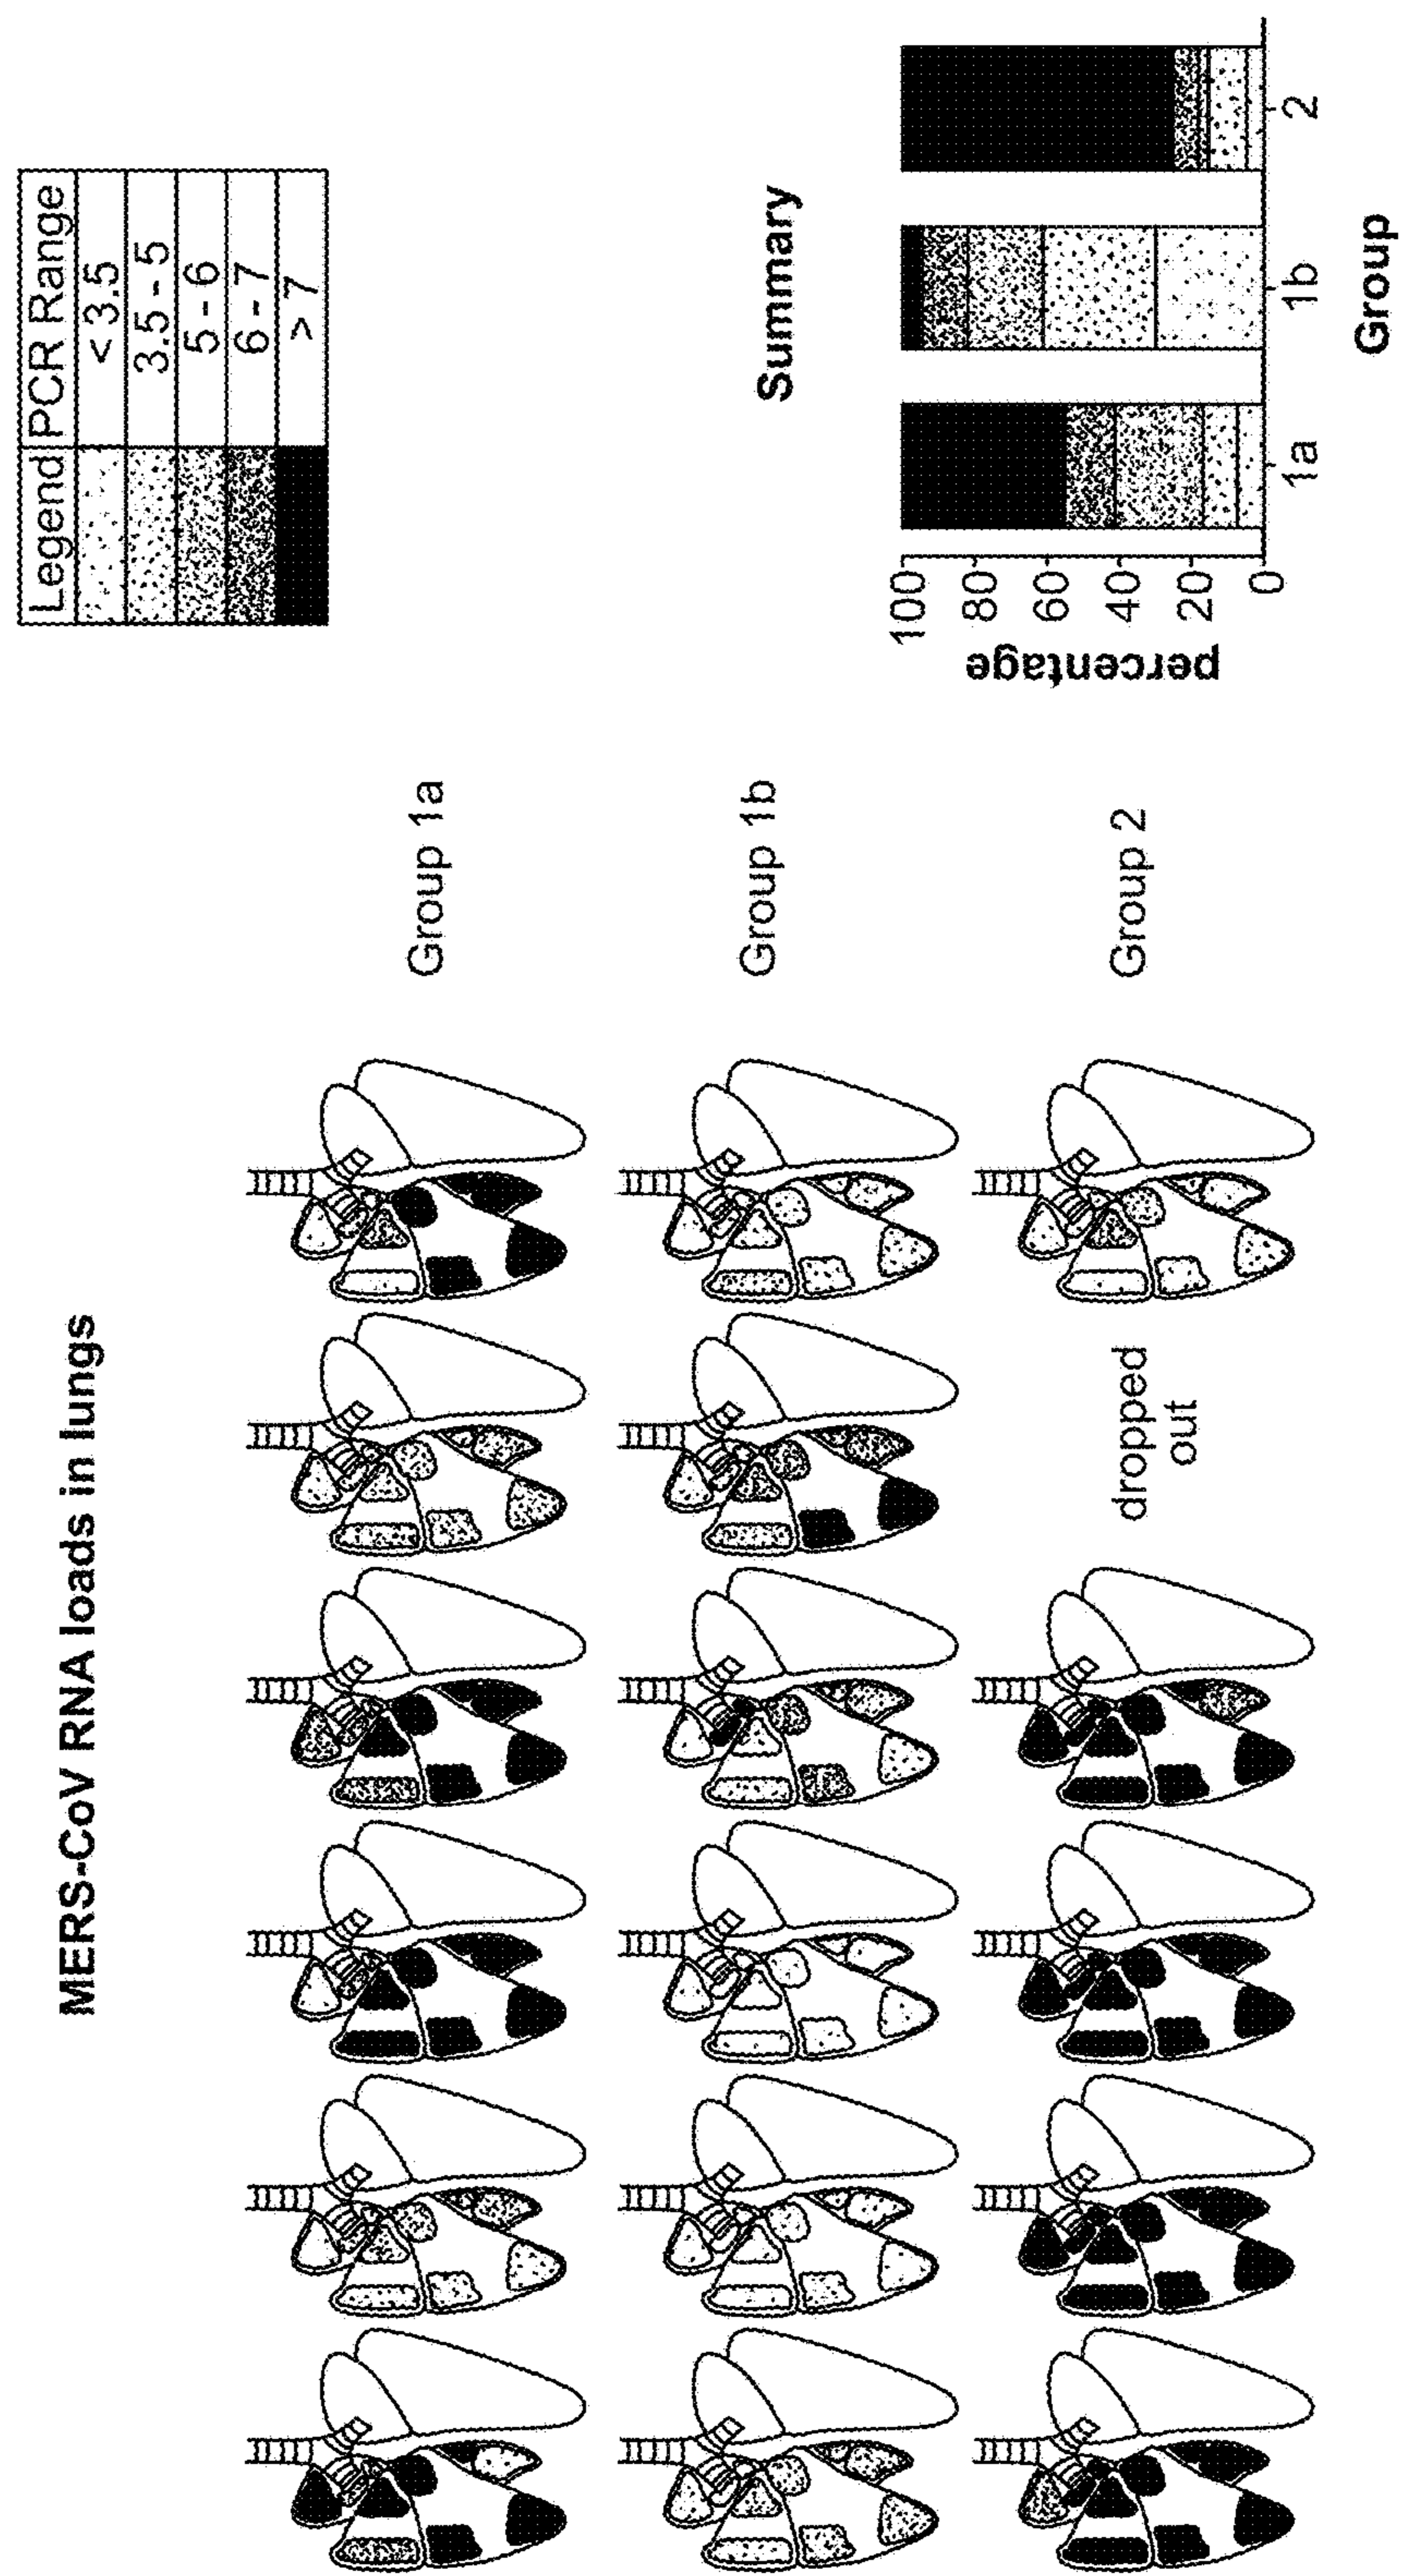 MERS-CoV RNA loads in lungs
Group 1a
Group 1b
dropped
out
Group 2
Legend PCR Range
< 3.5
3.5 - 5
5 - 6
6 - 7
> 7
Summary
percentage
100
80
60
40
20
0
1a 1b 2
Group